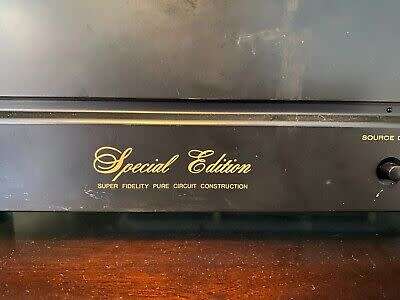 SOURCE
Special Edition
SUPER FIDELITY PURE CIRCUIT CONSTRUCTION